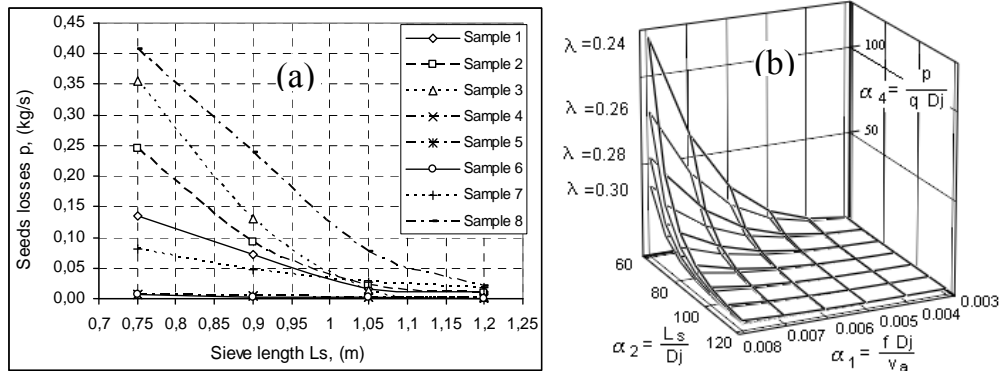 0,45
0,40
0,35
0,30
0,25
0,20
0,15
0,10
0,05
0,00
Seeds losses p, (kg/s)
(a)
Sample 1
Sample 2
Sample 3
Sample 4
Sample 5
Sample 6
Sample 7
Sample 8
0,7 0,75 0,8 0,85 0,9 0,95 1 1,05 1,1 1,15 1,2 1,25
Sieve length Ls, (m)
(b)
λ=0.24
λ=0.26
λ=0.28
λ=0.30
100
α4 = p / q Dj
50
60
80
100
120
α2 = Ls / Dj
0.008 0.007 0.006 0.005 0.004 0.003
α1 = f Dj / va